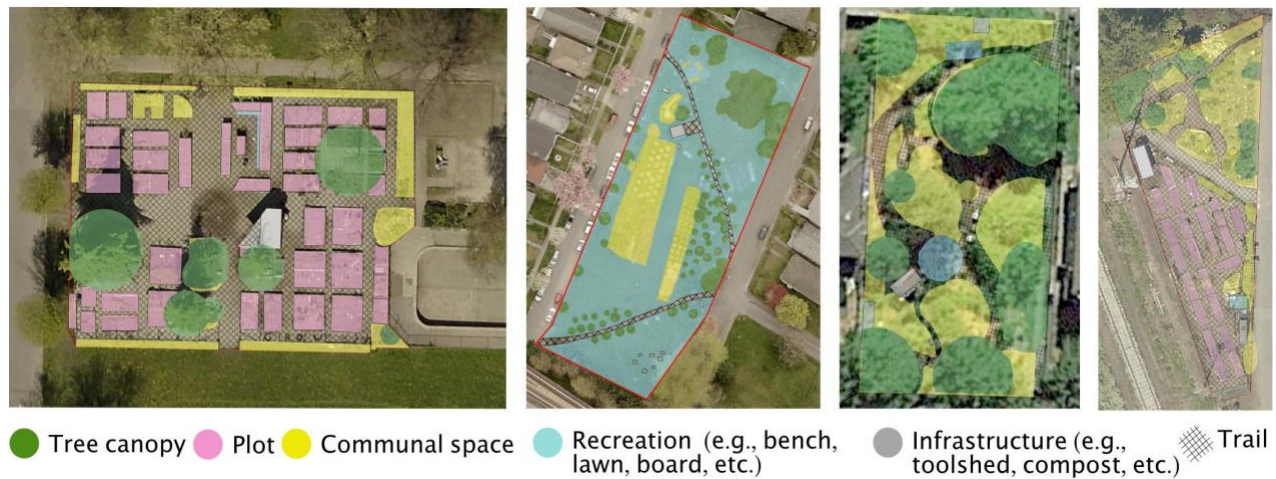 Tree canopy
Plot
Communal space
Recreation (e.g., bench,
lawn, board, etc.)
Infrastructure (e.g.,
toolshed, compost, etc.)
Trail